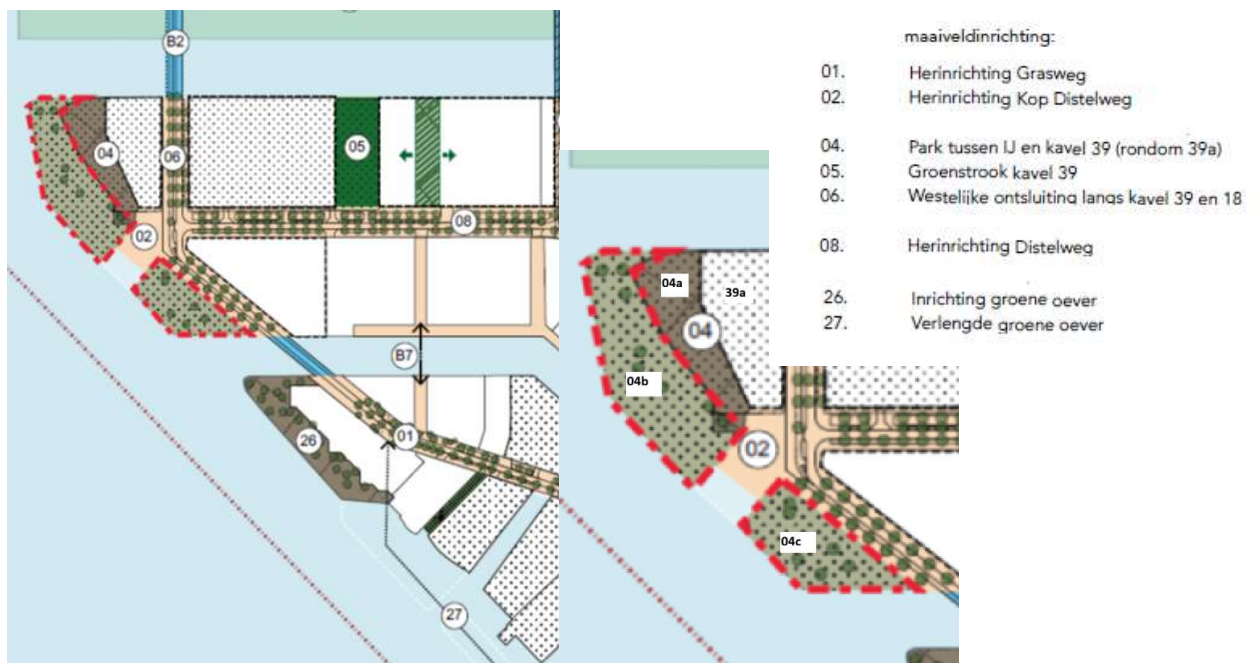 B2
04
05
06
02
08
B7
26
01
27
maaiveldinrichting:
01. Herinrichting Grasweg
02. Herinrichting Kop Distelweg
04. Park tussen IJ en kavel 39 (rondom 39a)
05. Groenstrook kavel 39
06. Westelijke ontsluiting langs kavel 39 en 18
08. Herinrichting Distelweg
26. Inrichting groene oever
27. Verlengde groene oever
04a
39a
04
04b
02
04c